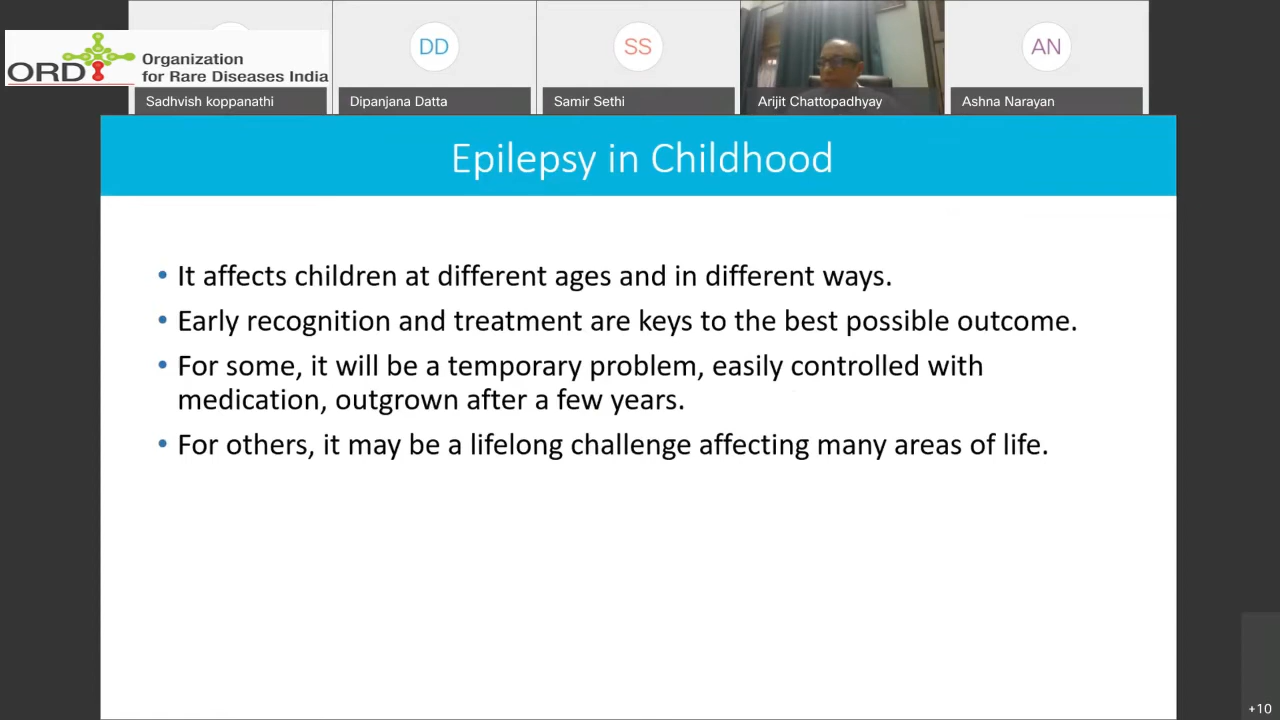 DD
SS
AN
ORD
Organization
for Rare Diseases India
Sadhvish koppanathi
Dipanjana Datta
Samir Sethi
Arijit Chattopadhyay
Ashna Narayan
Epilepsy in Childhood
• It affects children at different ages and in different ways.
• Early recognition and treatment are keys to the best possible outcome.
• For some, it will be a temporary problem, easily controlled with
medication, outgrown after a few years.
• For others, it may be a lifelong challenge affecting many areas of life.
+10